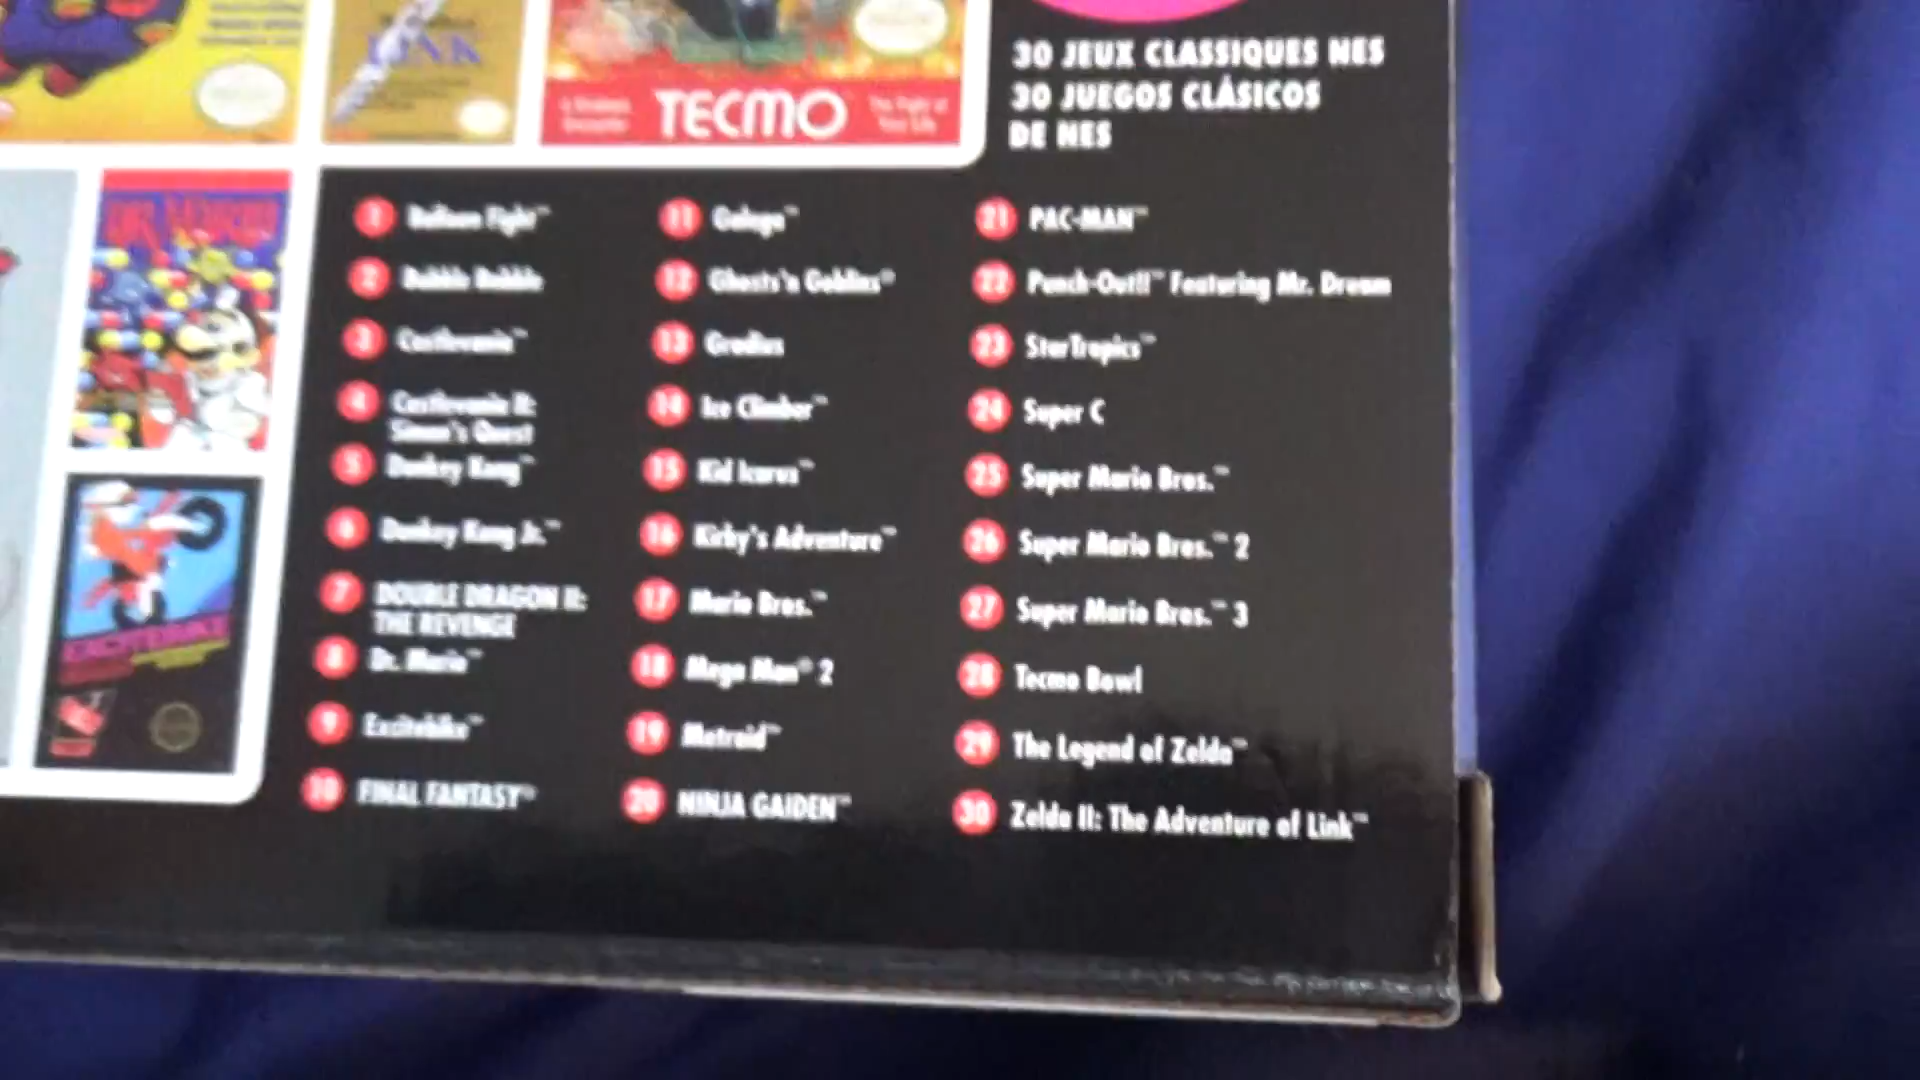 LINK
TECMO
30 JEUX CLASSIQUES NES
30 JUEGOS CLÁSICOS
DE NES
DR. MARIO
EXCITEBIKE
1 Balloon Fight™
2 Bubble Bobble
3 Castlevania™
4 Castlevania II:
Simon's Quest
5 Donkey Kong™
6 Donkey Kong Jr.™
7 DOUBLE DRAGON II:
THE REVENGE
8 Dr. Mario™
9 Excitebike™
10 FINAL FANTASY®
11 Galaga™
12 Ghosts'n Goblins®
13 Gradius
14 Ice Climber™
15 Kid Icarus™
16 Kirby's Adventure™
17 Mario Bros.™
18 Mega Man® 2
19 Metroid™
20 NINJA GAIDEN™
21 PAC-MAN™
22 Punch-Out!!™ Featuring Mr. Dream
23 StarTropics™
24 Super C
25 Super Mario Bros.™
26 Super Mario Bros.™ 2
27 Super Mario Bros.™ 3
28 Tecmo Bowl
29 The Legend of Zelda™
30 Zelda II: The Adventure of Link™